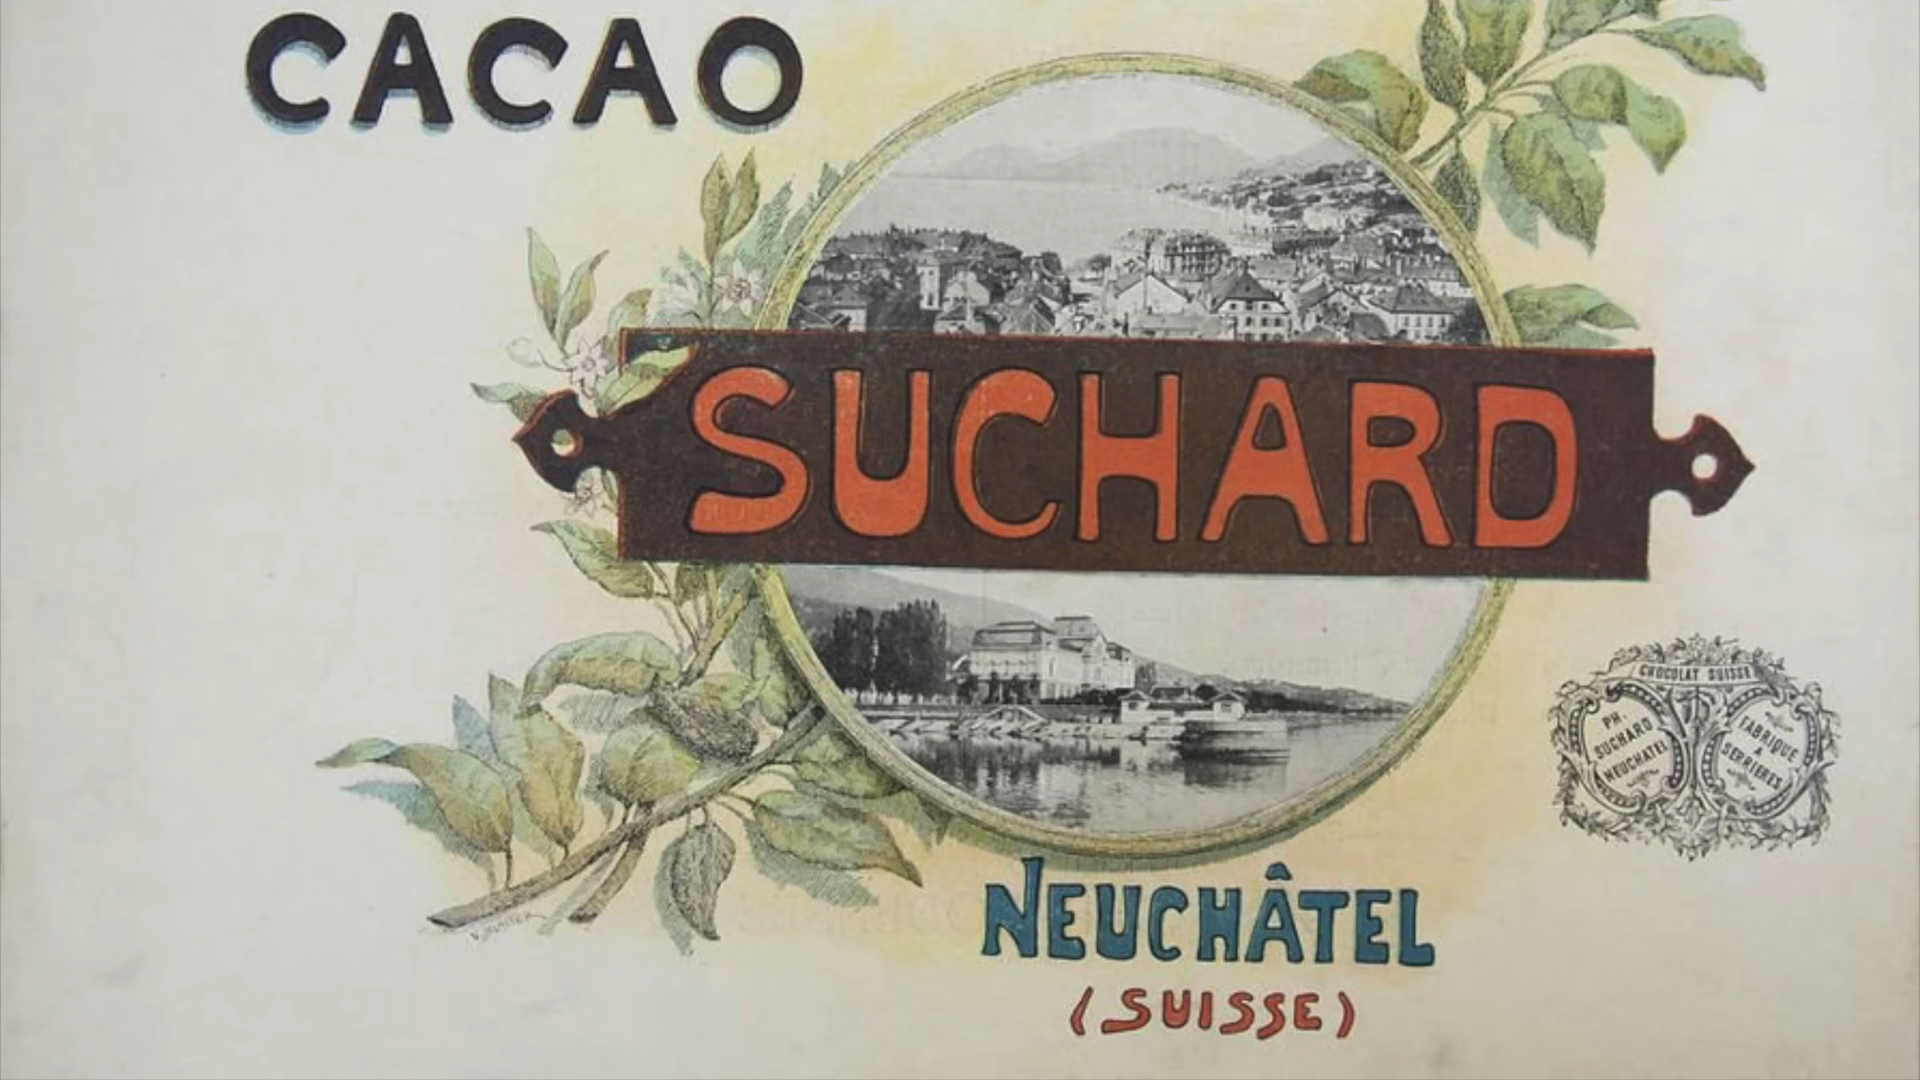 CACAO
SUCHARD
NEUCHÂTEL
(SUISSE)
CHOCOLAT SUISSE
PH.
SUCHARD
NEUCHATEL
FABRIQUE
A
SERRIERES